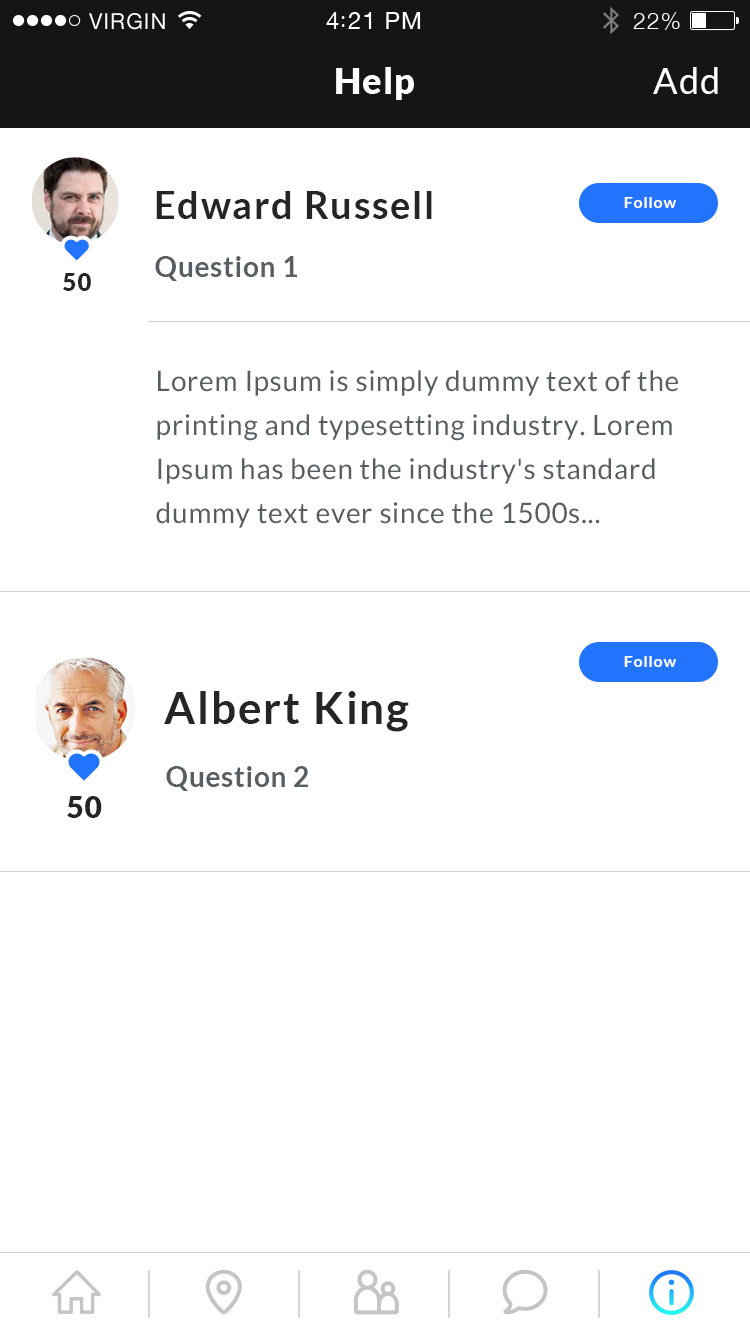 VIRGIN 4:21 PM 22%
Help Add
Edward Russell Follow
Question 1
50
Lorem Ipsum is simply dummy text of the
printing and typesetting industry. Lorem
Ipsum has been the industry's standard
dummy text ever since the 1500s...
Follow
Albert King
Question 2
50